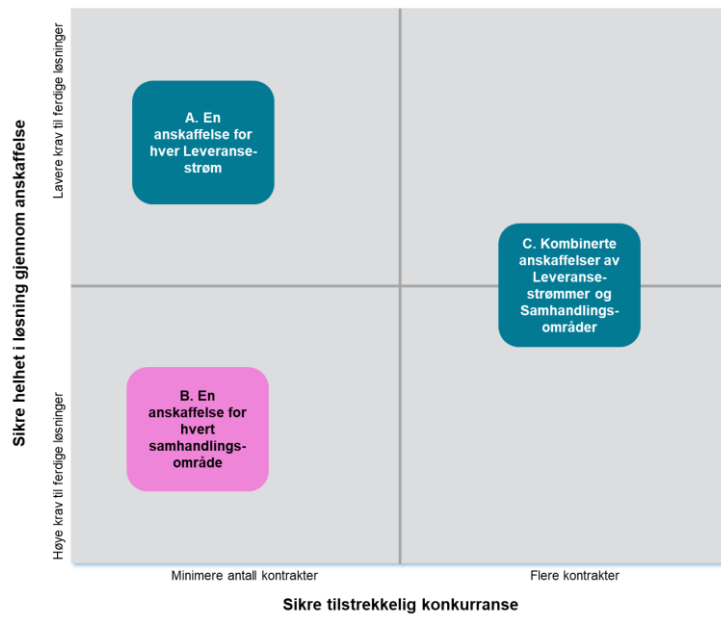 Sikre helhet i løsning gjennom anskaffelse
Lavere krav til ferdige løsninger
Høye krav til ferdige løsninger
A. En
anskaffelse for
hver Leveranse-
strøm
C. Kombinerte
anskaffelser av
Leveranse-
strømmer og
Samhandlings-
områder
B. En
anskaffelse for
hvert
samhandlings-
område
Minimere antall kontrakter
Flere kontrakter
Sikre tilstrekkelig konkurranse